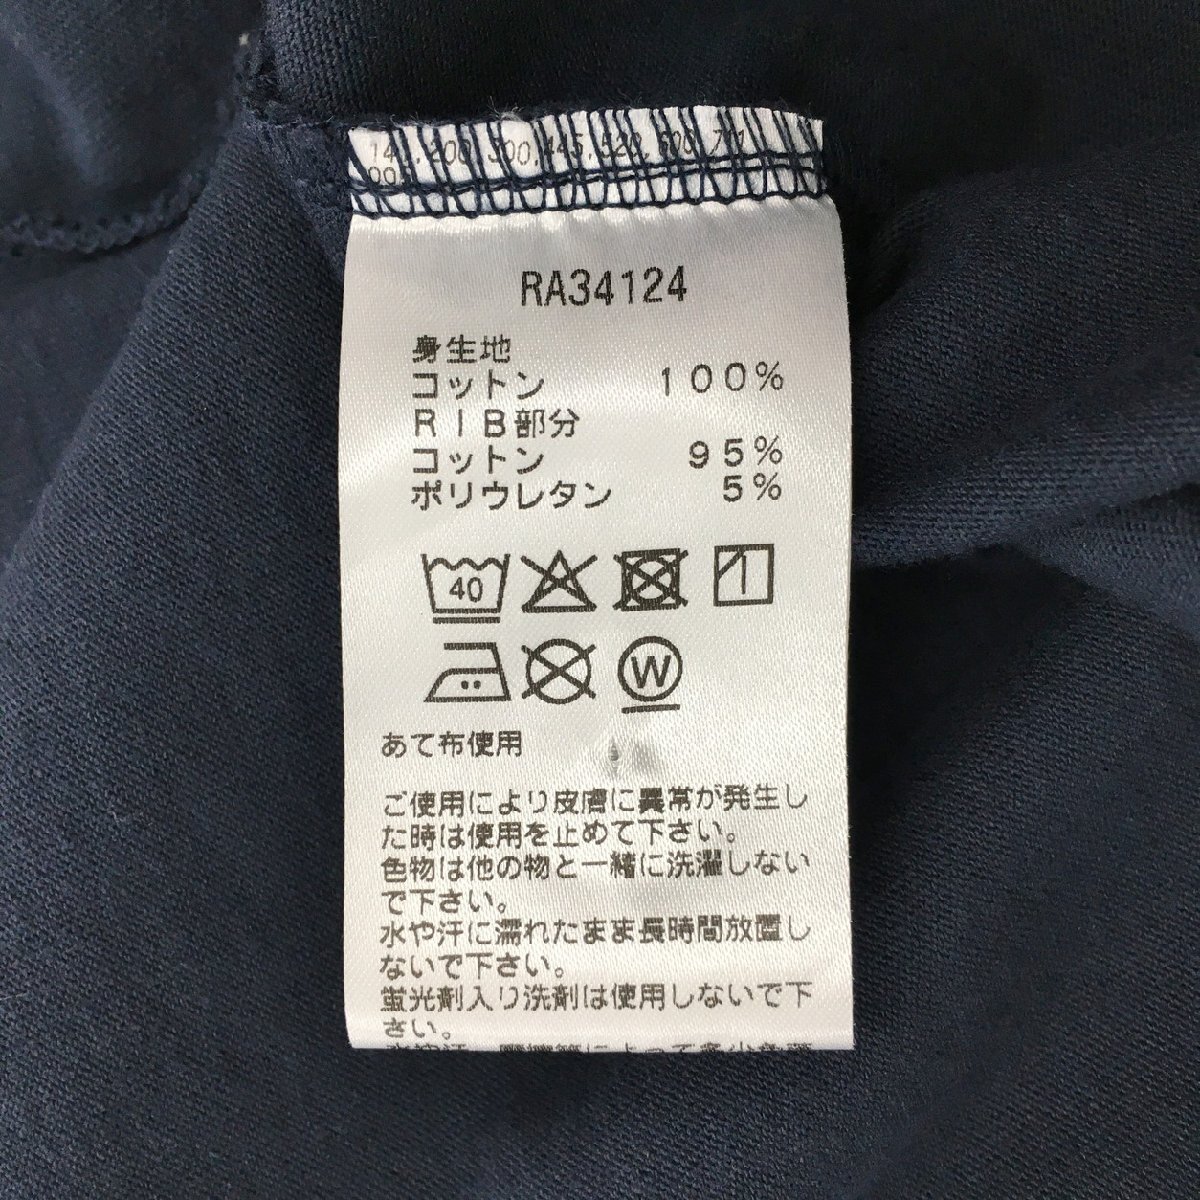 RA34124
身生地
コットン 100%
RIB部分
コットン 95%
ポリウレタン 5%
40
W
あて布使用
ご使用により皮膚に異常が発生し
た時は使用を止めて下さい。
色物は他の物と一緒に洗濯しない
で下さい。
水や汗に濡れたまま長時間放置し
ないで下さい。
蛍光剤入り洗剤は使用しないで下
さい。